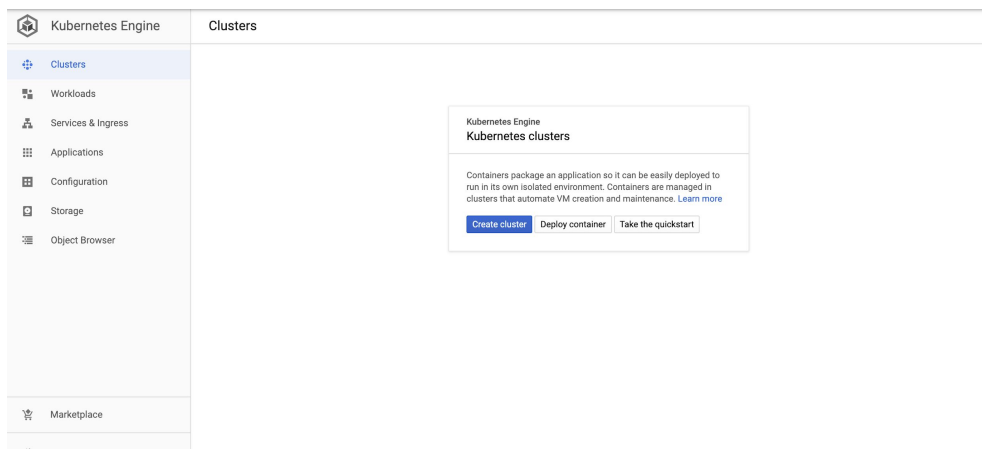 Kubernetes Engine
Clusters
Clusters
Workloads
Services & Ingress
Applications
Configuration
Storage
Object Browser
Marketplace
Kubernetes Engine
Kubernetes clusters
Containers package an application so it can be easily deployed to
run in its own isolated environment. Containers are managed in
clusters that automate VM creation and maintenance. Learn more
Create cluster Deploy container Take the quickstart